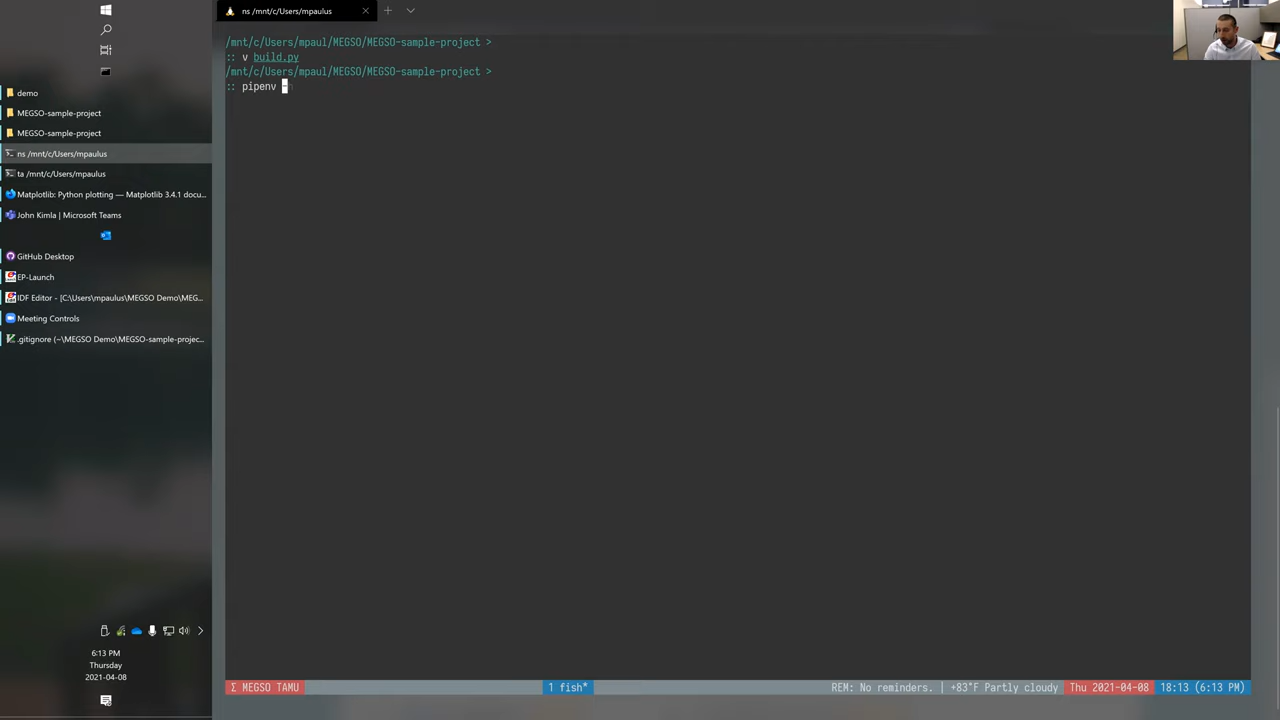 ns /mnt/c/Users/mpaulus
/mnt/c/Users/mpaul/MEGSO/MEGSO-sample-project >
:: v build.py
/mnt/c/Users/mpaul/MEGSO/MEGSO-sample-project >
:: pipenv
demo
MEGSO-sample-project
MEGSO-sample-project
ns /mnt/c/Users/mpaulus
ta /mnt/c/Users/mpaulus
Matplotlib: Python plotting — Matplotlib 3.4.1 docu...
John Kimla | Microsoft Teams
GitHub Desktop
EP-Launch
IDF Editor - [C:\Users\mpaulus\MEGSO Demo\MEG...
Meeting Controls
.gitignore (~\MEGSO Demo\MEGSO-sample-projec...
6:13 PM
Thursday
2021-04-08
Σ MEGSO TAMU
1 fish*
REM: No reminders. | +83°F Partly cloudy
Thu 2021-04-08
18:13 (6:13 PM)